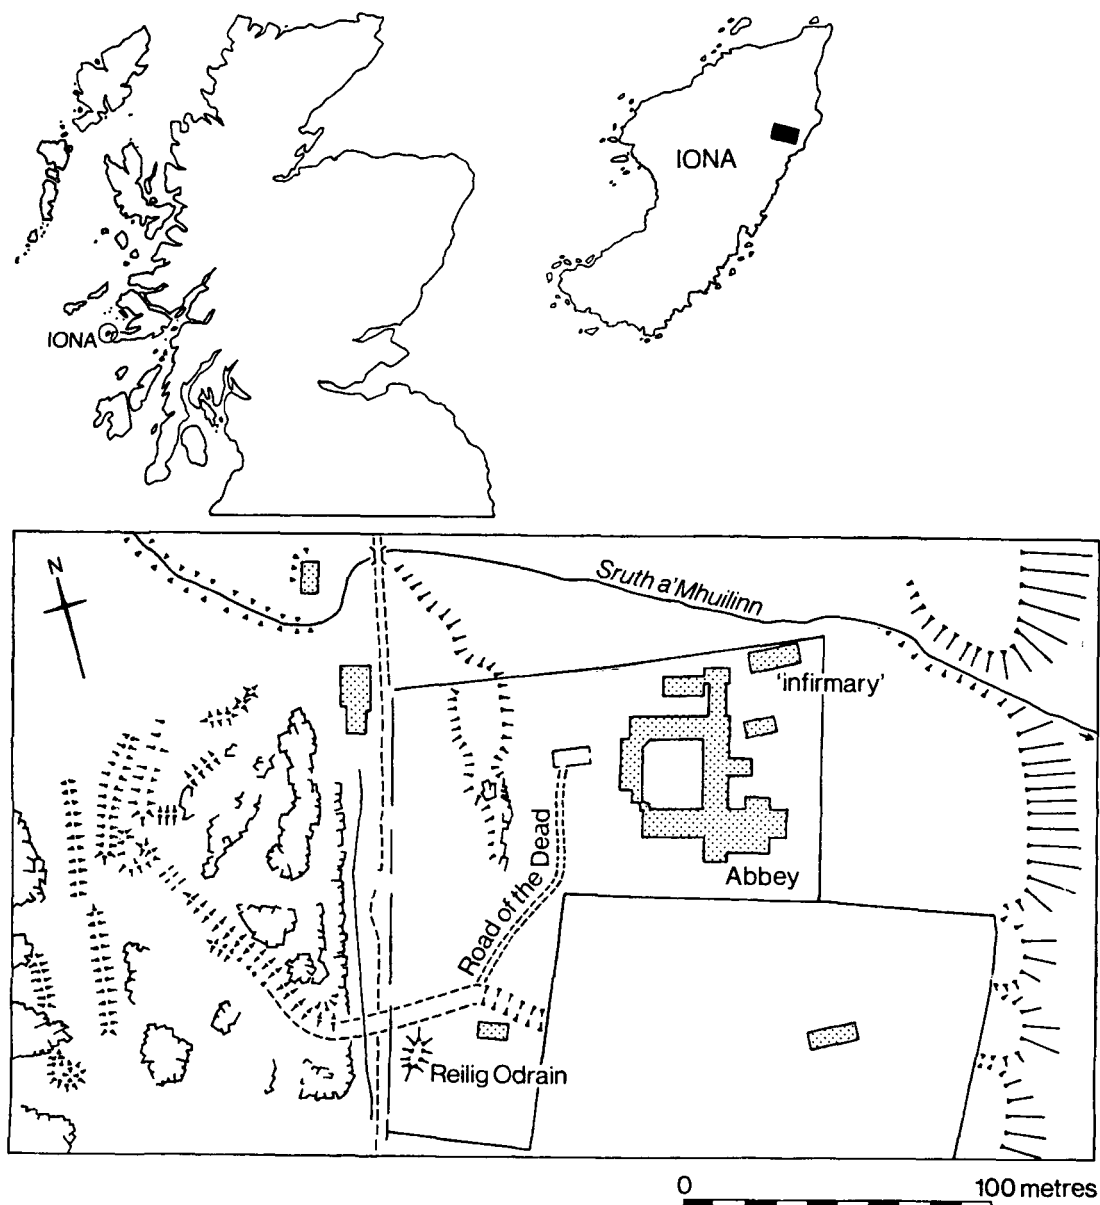 IONA
IONA
N
Sruth a'Mhuilinn
'infirmary'
Road of the Dead
Abbey
Reilig Odrain
0 100 metres